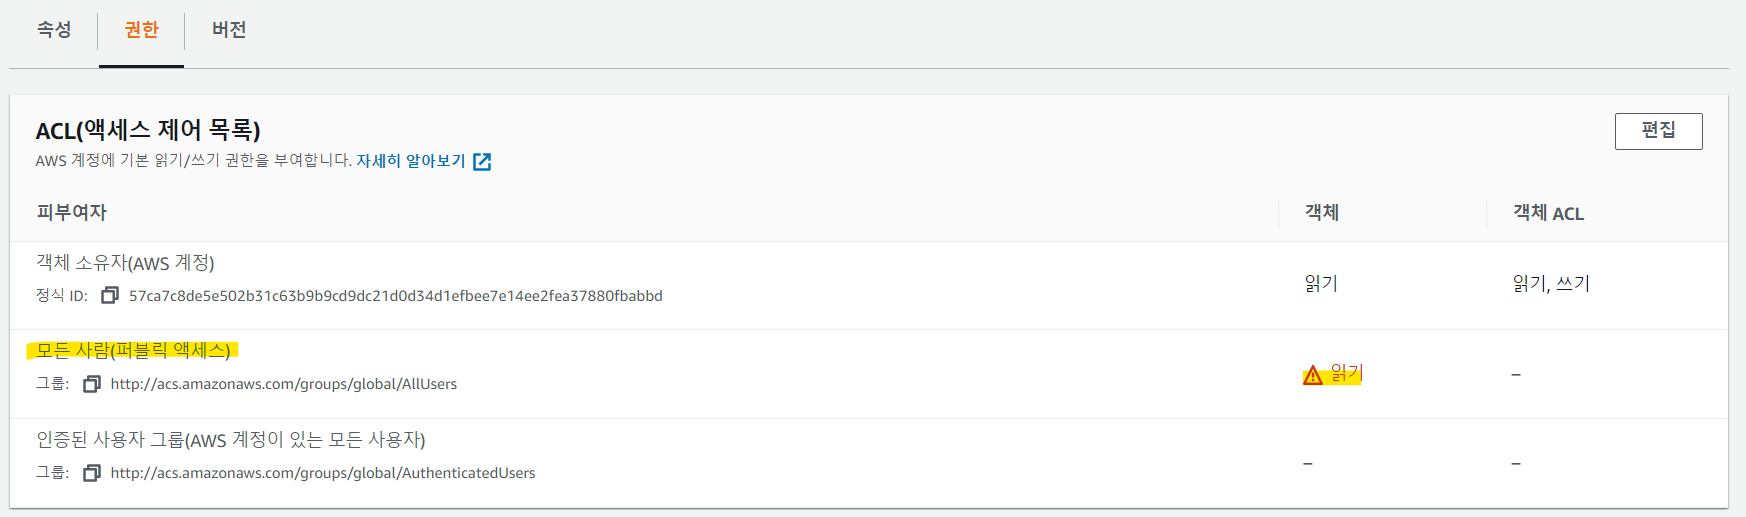 속성 권한 버전
ACL(액세스 제어 목록) 편집
AWS 계정에 기본 읽기/쓰기 권한을 부여합니다. 자세히 알아보기
피부여자 객체 객체 ACL
객체 소유자(AWS 계정)
정식 ID: 57ca7c8de5e502b31c63b9b9cd9dc21d0d34d1efbee7e14ee2fea37880fbabbd 읽기 읽기, 쓰기
모든 사람(퍼블릭 액세스)
그룹: http://acs.amazonaws.com/groups/global/AllUsers 읽기 –
인증된 사용자 그룹(AWS 계정이 있는 모든 사용자)
그룹: http://acs.amazonaws.com/groups/global/AuthenticatedUsers – –